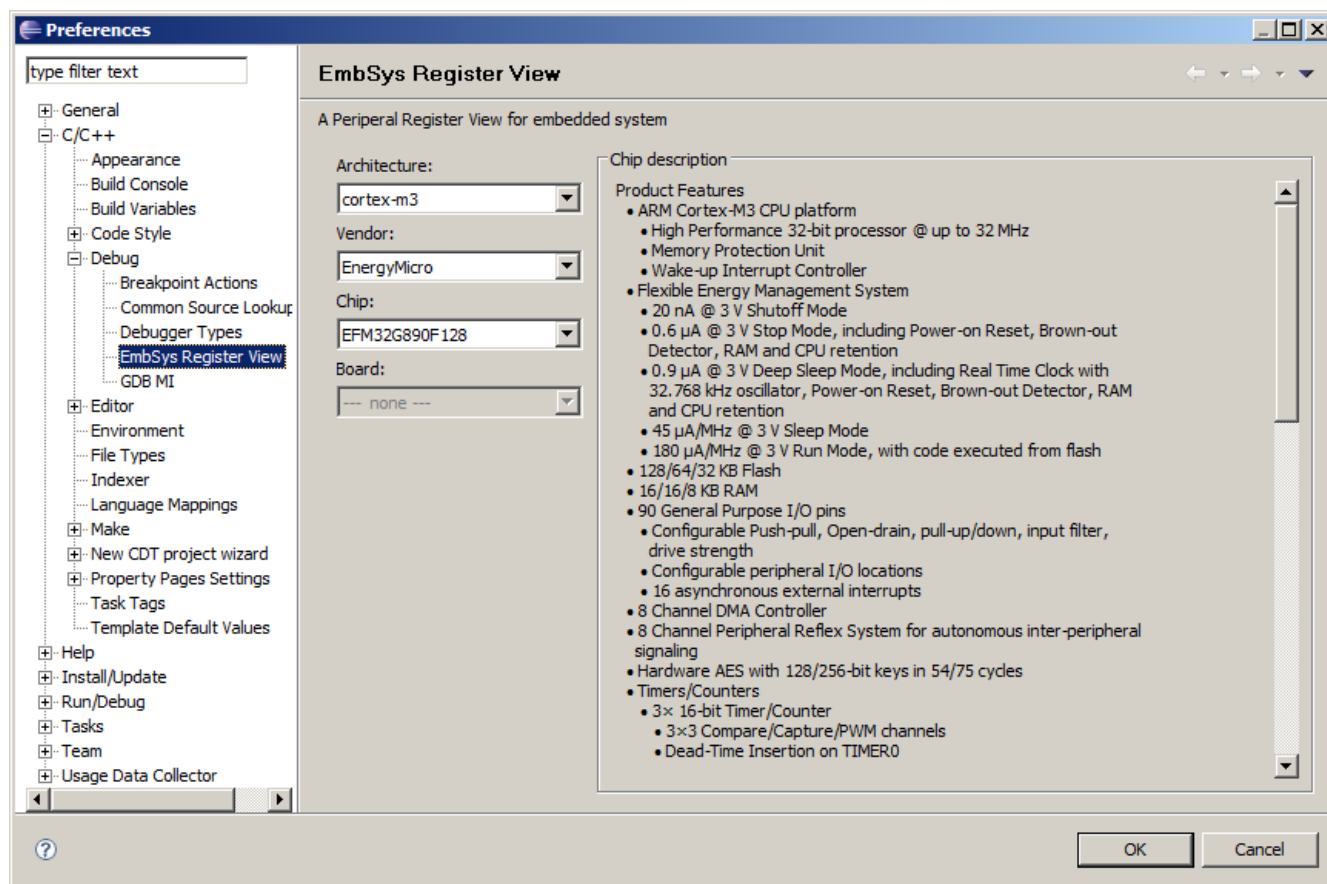 Preferences
type filter text
General
C/C++
Appearance
Build Console
Build Variables
Code Style
Debug
Breakpoint Actions
Common Source Lookup
Debugger Types
EmbSys Register View
GDB MI
Editor
Environment
File Types
Indexer
Language Mappings
Make
New CDT project wizard
Property Pages Settings
Task Tags
Template Default Values
Help
Install/Update
Run/Debug
Tasks
Team
Usage Data Collector
EmbSys Register View
A Periperal Register View for embedded system
Architecture:
cortex-m3
Vendor:
EnergyMicro
Chip:
EFM32G890F128
Board:
--- none ---
Chip description
Product Features
• ARM Cortex-M3 CPU platform
• High Performance 32-bit processor @ up to 32 MHz
• Memory Protection Unit
• Wake-up Interrupt Controller
• Flexible Energy Management System
• 20 nA @ 3 V Shutoff Mode
• 0.6 µA @ 3 V Stop Mode, including Power-on Reset, Brown-out
Detector, RAM and CPU retention
• 0.9 µA @ 3 V Deep Sleep Mode, including Real Time Clock with
32.768 kHz oscillator, Power-on Reset, Brown-out Detector, RAM
and CPU retention
• 45 µA/MHz @ 3 V Sleep Mode
• 180 µA/MHz @ 3 V Run Mode, with code executed from flash
• 128/64/32 KB Flash
• 16/16/8 KB RAM
• 90 General Purpose I/O pins
• Configurable Push-pull, Open-drain, pull-up/down, input filter,
drive strength
• Configurable peripheral I/O locations
• 16 asynchronous external interrupts
• 8 Channel DMA Controller
• 8 Channel Peripheral Reflex System for autonomous inter-peripheral
signaling
• Hardware AES with 128/256-bit keys in 54/75 cycles
• Timers/Counters
• 3× 16-bit Timer/Counter
• 3×3 Compare/Capture/PWM channels
• Dead-Time Insertion on TIMER0
OK
Cancel